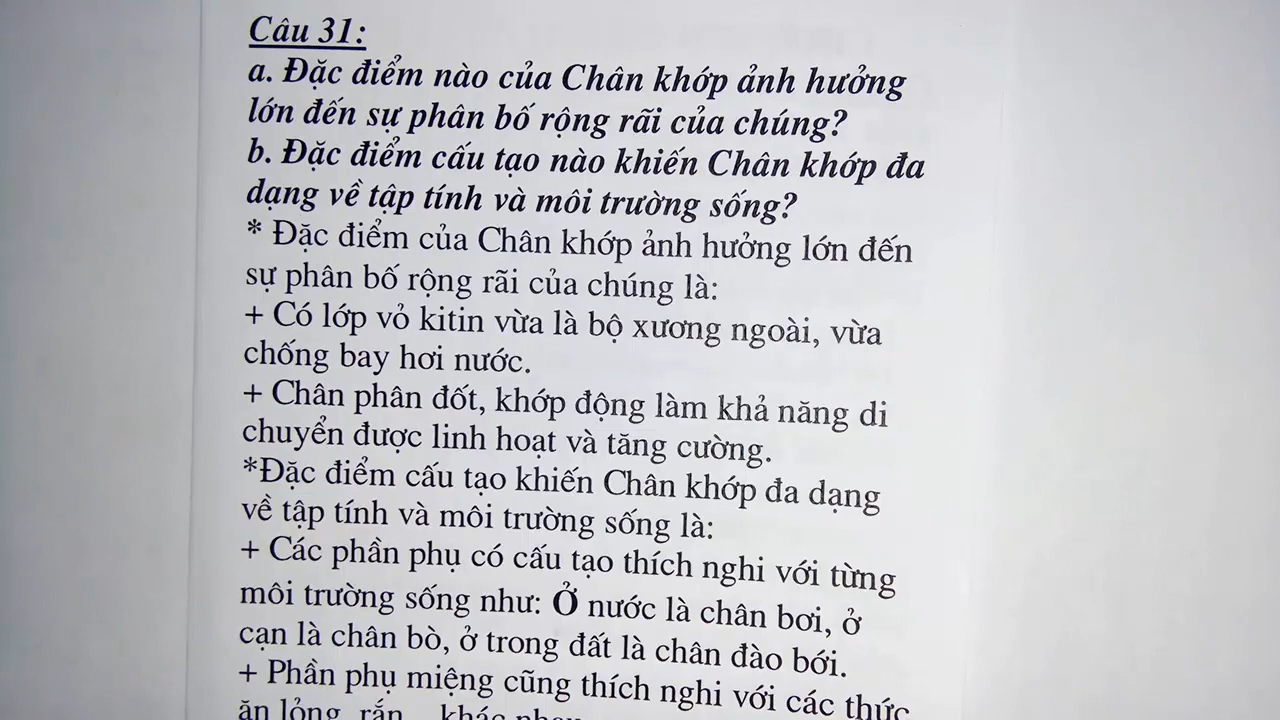 Câu 31:
a. Đặc điểm nào của Chân khớp ảnh hưởng
lớn đến sự phân bố rộng rãi của chúng?
b. Đặc điểm cấu tạo nào khiến Chân khớp đa
dạng về tập tính và môi trường sống?
* Đặc điểm của Chân khớp ảnh hưởng lớn đến
sự phân bố rộng rãi của chúng là:
+ Có lớp vỏ kitin vừa là bộ xương ngoài, vừa
chống bay hơi nước.
+ Chân phân đốt, khớp động làm khả năng di
chuyển được linh hoạt và tăng cường.
*Đặc điểm cấu tạo khiến Chân khớp đa dạng
về tập tính và môi trường sống là:
+ Các phần phụ có cấu tạo thích nghi với từng
môi trường sống như: Ở nước là chân bơi, ở
cạn là chân bò, ở trong đất là chân đào bới.
+ Phần phụ miệng cũng thích nghi với các thức
ăn lỏng, rắn... khác nhau